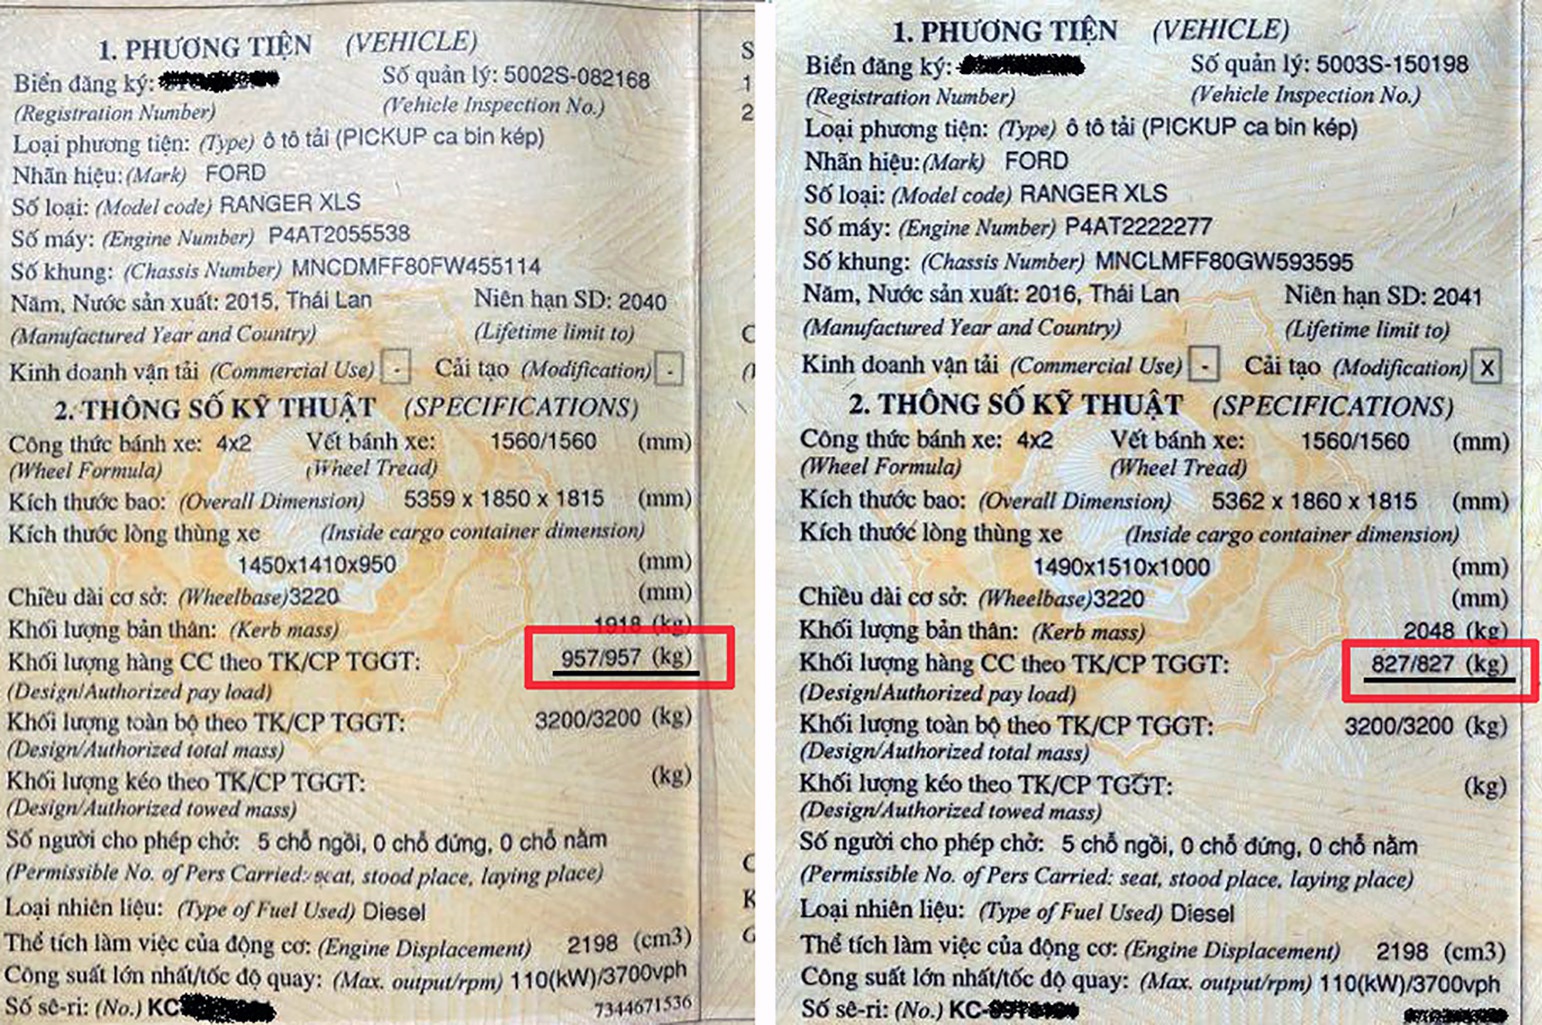 1. PHƯƠNG TIỆN (VEHICLE)
Biển đăng ký:
Số quản lý: 5002S-082168
(Registration Number)
(Vehicle Inspection No.)
Loại phương tiện: (Type) ô tô tải (PICKUP ca bin kép)
Nhãn hiệu: (Mark) FORD
Số loại: (Model code) RANGER XLS
Số máy: (Engine Number) P4AT2055538
Số khung: (Chassis Number) MNCDMFF80FW455114
Năm, Nước sản xuất: 2015, Thái Lan
Niên hạn SD: 2040
(Manufactured Year and Country)
(Lifetime limit to)
Kinh doanh vận tải (Commercial Use) - Cải tạo (Modification) -
2. THÔNG SỐ KỸ THUẬT (SPECIFICATIONS)
Công thức bánh xe: 4x2 Vết bánh xe: 1560/1560 (mm)
(Wheel Formula) (Wheel Tread)
Kích thước bao: (Overall Dimension) 5359 x 1850 x 1815 (mm)
Kích thước lòng thùng xe (Inside cargo container dimension)
1450x1410x950 (mm)
Chiều dài cơ sở: (Wheelbase)3220 (mm)
Khối lượng bản thân: (Kerb mass) 1918 (kg)
Khối lượng hàng CC theo TK/CP TGGT: 957/957 (kg)
(Design/Authorized pay load)
Khối lượng toàn bộ theo TK/CP TGGT: 3200/3200 (kg)
(Design/Authorized total mass)
Khối lượng kéo theo TK/CP TGGT: (kg)
(Design/Authorized towed mass)
Số người cho phép chở: 5 chỗ ngồi, 0 chỗ đứng, 0 chỗ nằm
(Permissible No. of Pers Carried: seat, stood place, laying place)
Loại nhiên liệu: (Type of Fuel Used) Diesel
Thể tích làm việc của động cơ: (Engine Displacement) 2198 (cm3)
Công suất lớn nhất/tốc độ quay: (Max. output/rpm) 110(kW)/3700vph
Số sê-ri: (No.) KC
7344671536
1. PHƯƠNG TIỆN (VEHICLE)
Biển đăng ký:
Số quản lý: 5003S-150198
(Registration Number)
(Vehicle Inspection No.)
Loại phương tiện: (Type) ô tô tải (PICKUP ca bin kép)
Nhãn hiệu:(Mark) FORD
Số loại: (Model code) RANGER XLS
Số máy: (Engine Number) P4AT2222277
Số khung: (Chassis Number) MNCLMFF80GW593595
Năm, Nước sản xuất: 2016, Thái Lan
Niên hạn SD: 2041
(Manufactured Year and Country)
(Lifetime limit to)
Kinh doanh vận tải (Commercial Use) - Cải tạo (Modification) X
2. THÔNG SỐ KỸ THUẬT (SPECIFICATIONS)
Công thức bánh xe: 4x2 Vết bánh xe: 1560/1560 (mm)
(Wheel Formula) (Wheel Tread)
Kích thước bao: (Overall Dimension) 5362 x 1860 x 1815 (mm)
Kích thước lòng thùng xe (Inside cargo container dimension)
1490x1510x1000 (mm)
Chiều dài cơ sở: (Wheelbase)3220 (mm)
Khối lượng bản thân: (Kerb mass) 2048 (kg)
Khối lượng hàng CC theo TK/CP TGGT: 827/827 (kg)
(Design/Authorized pay load)
Khối lượng toàn bộ theo TK/CP TGGT: 3200/3200 (kg)
(Design/Authorized total mass)
Khối lượng kéo theo TK/CP TGGT: (kg)
(Design/Authorized towed mass)
Số người cho phép chở: 5 chỗ ngồi, 0 chỗ đứng, 0 chỗ nằm
(Permissible No. of Pers Carried: seat, stood place, laying place)
Loại nhiên liệu: (Type of Fuel Used) Diesel
Thể tích làm việc của động cơ: (Engine Displacement) 2198 (cm3)
Công suất lớn nhất/tốc độ quay: (Max. output/rpm) 110(kW)/3700vph
Số sê-ri: (No.) KC-